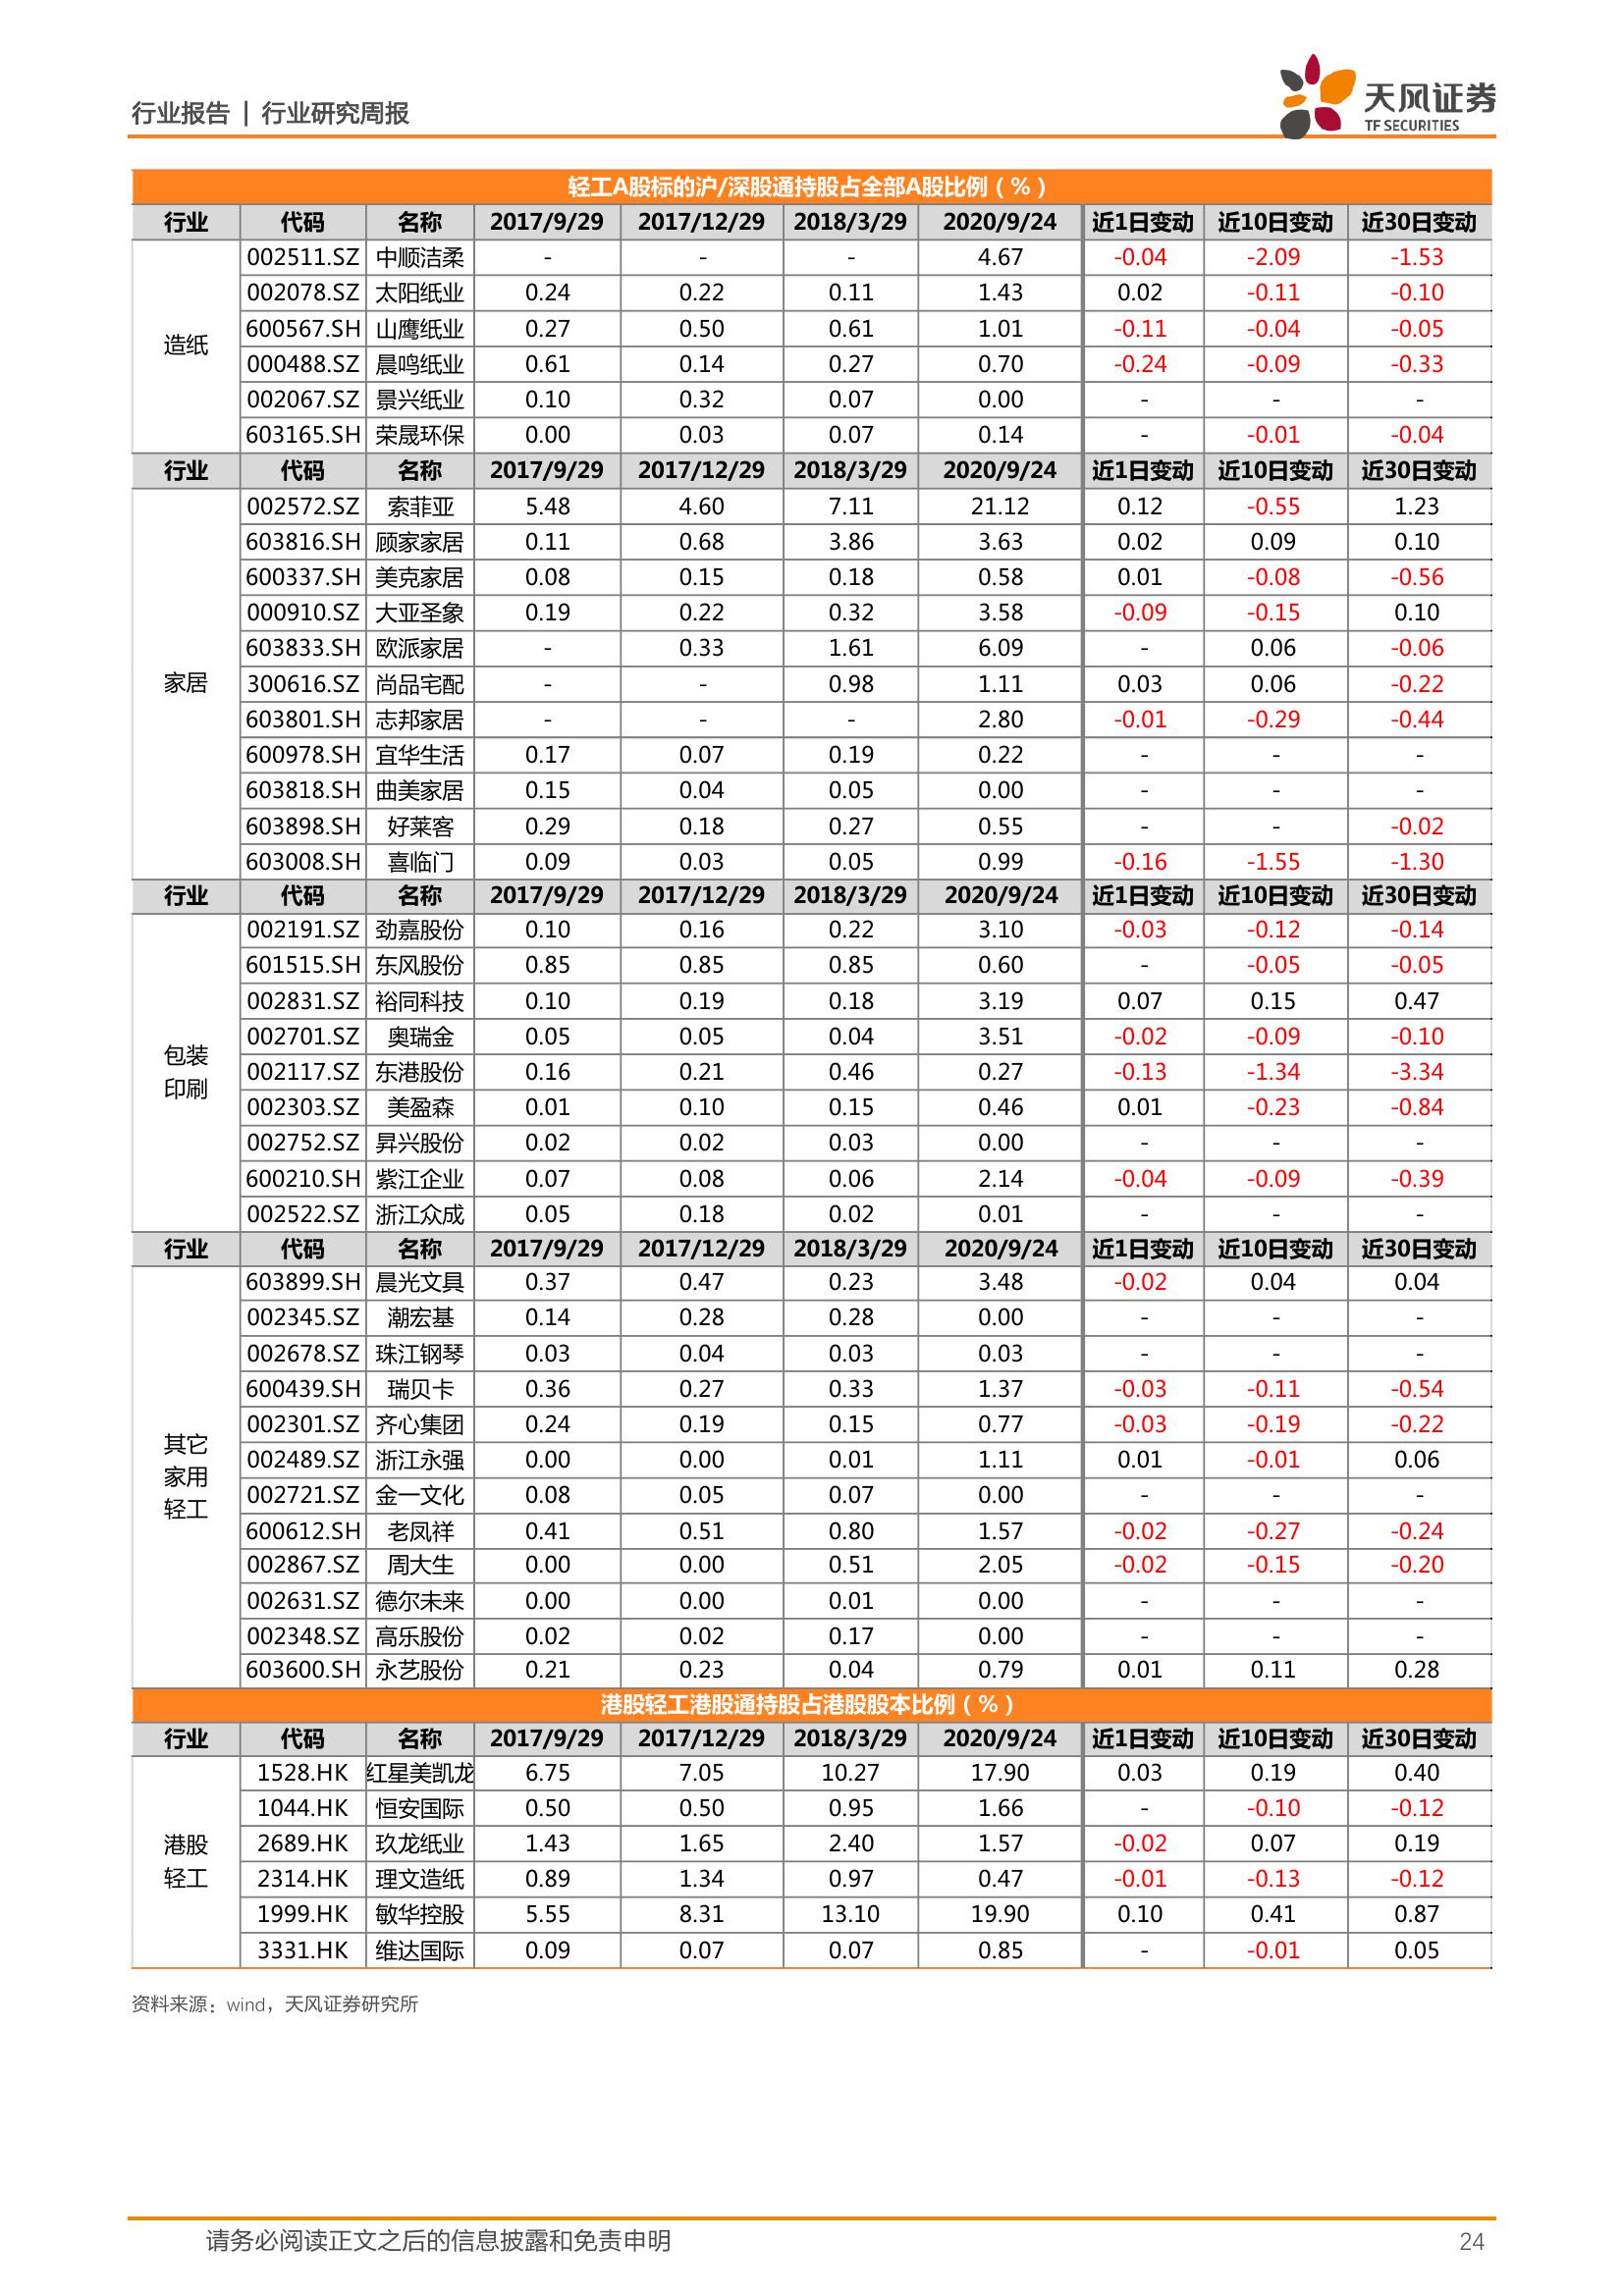 行业报告 | 行业研究周报
天风证券
TF SECURITIES
轻工A股标的沪/深股通持股占全部A股比例（%）
行业 代码 名称 2017/9/29 2017/12/29 2018/3/29 2020/9/24 近1日变动 近10日变动 近30日变动
造纸
002511.SZ 中顺洁柔 - - - 4.67 -0.04 -2.09 -1.53
002078.SZ 太阳纸业 0.24 0.22 0.11 1.43 0.02 -0.11 -0.10
600567.SH 山鹰纸业 0.27 0.50 0.61 1.01 -0.11 -0.04 -0.05
000488.SZ 晨鸣纸业 0.61 0.14 0.27 0.70 -0.24 -0.09 -0.33
002067.SZ 景兴纸业 0.10 0.32 0.07 0.00 - - -
603165.SH 荣晟环保 0.00 0.03 0.07 0.14 - -0.01 -0.04
行业 代码 名称 2017/9/29 2017/12/29 2018/3/29 2020/9/24 近1日变动 近10日变动 近30日变动
家居
002572.SZ 索菲亚 5.48 4.60 7.11 21.12 0.12 -0.55 1.23
603816.SH 顾家家居 0.11 0.68 3.86 3.63 0.02 0.09 0.10
600337.SH 美克家居 0.08 0.15 0.18 0.58 0.01 -0.08 -0.56
000910.SZ 大亚圣象 0.19 0.22 0.32 3.58 -0.09 -0.15 0.10
603833.SH 欧派家居 - 0.33 1.61 6.09 - 0.06 -0.06
300616.SZ 尚品宅配 - - 0.98 1.11 0.03 0.06 -0.22
603801.SH 志邦家居 - - - 2.80 -0.01 -0.29 -0.44
600978.SH 宜华生活 0.17 0.07 0.19 0.22 - - -
603818.SH 曲美家居 0.15 0.04 0.05 0.00 - - -
603898.SH 好莱客 0.29 0.18 0.27 0.55 - - -0.02
603008.SH 喜临门 0.09 0.03 0.05 0.99 -0.16 -1.55 -1.30
行业 代码 名称 2017/9/29 2017/12/29 2018/3/29 2020/9/24 近1日变动 近10日变动 近30日变动
包装
印刷
002191.SZ 劲嘉股份 0.10 0.16 0.22 3.10 -0.03 -0.12 -0.14
601515.SH 东风股份 0.85 0.85 0.85 0.60 - -0.05 -0.05
002831.SZ 裕同科技 0.10 0.19 0.18 3.19 0.07 0.15 0.47
002701.SZ 奥瑞金 0.05 0.05 0.04 3.51 -0.02 -0.09 -0.10
002117.SZ 东港股份 0.16 0.21 0.46 0.27 -0.13 -1.34 -3.34
002303.SZ 美盈森 0.01 0.10 0.15 0.46 0.01 -0.23 -0.84
002752.SZ 昇兴股份 0.02 0.02 0.03 0.00 - - -
600210.SH 紫江企业 0.07 0.08 0.06 2.14 -0.04 -0.09 -0.39
002522.SZ 浙江众成 0.05 0.18 0.02 0.01 - - -
行业 代码 名称 2017/9/29 2017/12/29 2018/3/29 2020/9/24 近1日变动 近10日变动 近30日变动
其它
家用
轻工
603899.SH 晨光文具 0.37 0.47 0.23 3.48 -0.02 0.04 0.04
002345.SZ 潮宏基 0.14 0.28 0.28 0.00 - - -
002678.SZ 珠江钢琴 0.03 0.04 0.03 0.03 - - -
600439.SH 瑞贝卡 0.36 0.27 0.33 1.37 -0.03 -0.11 -0.54
002301.SZ 齐心集团 0.24 0.19 0.15 0.77 -0.03 -0.19 -0.22
002489.SZ 浙江永强 0.00 0.00 0.01 1.11 0.01 -0.01 0.06
002721.SZ 金一文化 0.08 0.05 0.07 0.00 - - -
600612.SH 老凤祥 0.41 0.51 0.80 1.57 -0.02 -0.27 -0.24
002867.SZ 周大生 0.00 0.00 0.51 2.05 -0.02 -0.15 -0.20
002631.SZ 德尔未来 0.00 0.00 0.01 0.00 - - -
002348.SZ 高乐股份 0.02 0.02 0.17 0.00 - - -
603600.SH 永艺股份 0.21 0.23 0.04 0.79 0.01 0.11 0.28
港股轻工港股通持股占港股股本比例（%）
行业 代码 名称 2017/9/29 2017/12/29 2018/3/29 2020/9/24 近1日变动 近10日变动 近30日变动
港股
轻工
1528.HK 红星美凯龙 6.75 7.05 10.27 17.90 0.03 0.19 0.40
1044.HK 恒安国际 0.50 0.50 0.95 1.66 - -0.10 -0.12
2689.HK 玖龙纸业 1.43 1.65 2.40 1.57 -0.02 0.07 0.19
2314.HK 理文造纸 0.89 1.34 0.97 0.47 -0.01 -0.13 -0.12
1999.HK 敏华控股 5.55 8.31 13.10 19.90 0.10 0.41 0.87
3331.HK 维达国际 0.09 0.07 0.07 0.85 - -0.01 0.05
资料来源：wind，天风证券研究所
请务必阅读正文之后的信息披露和免责申明 24